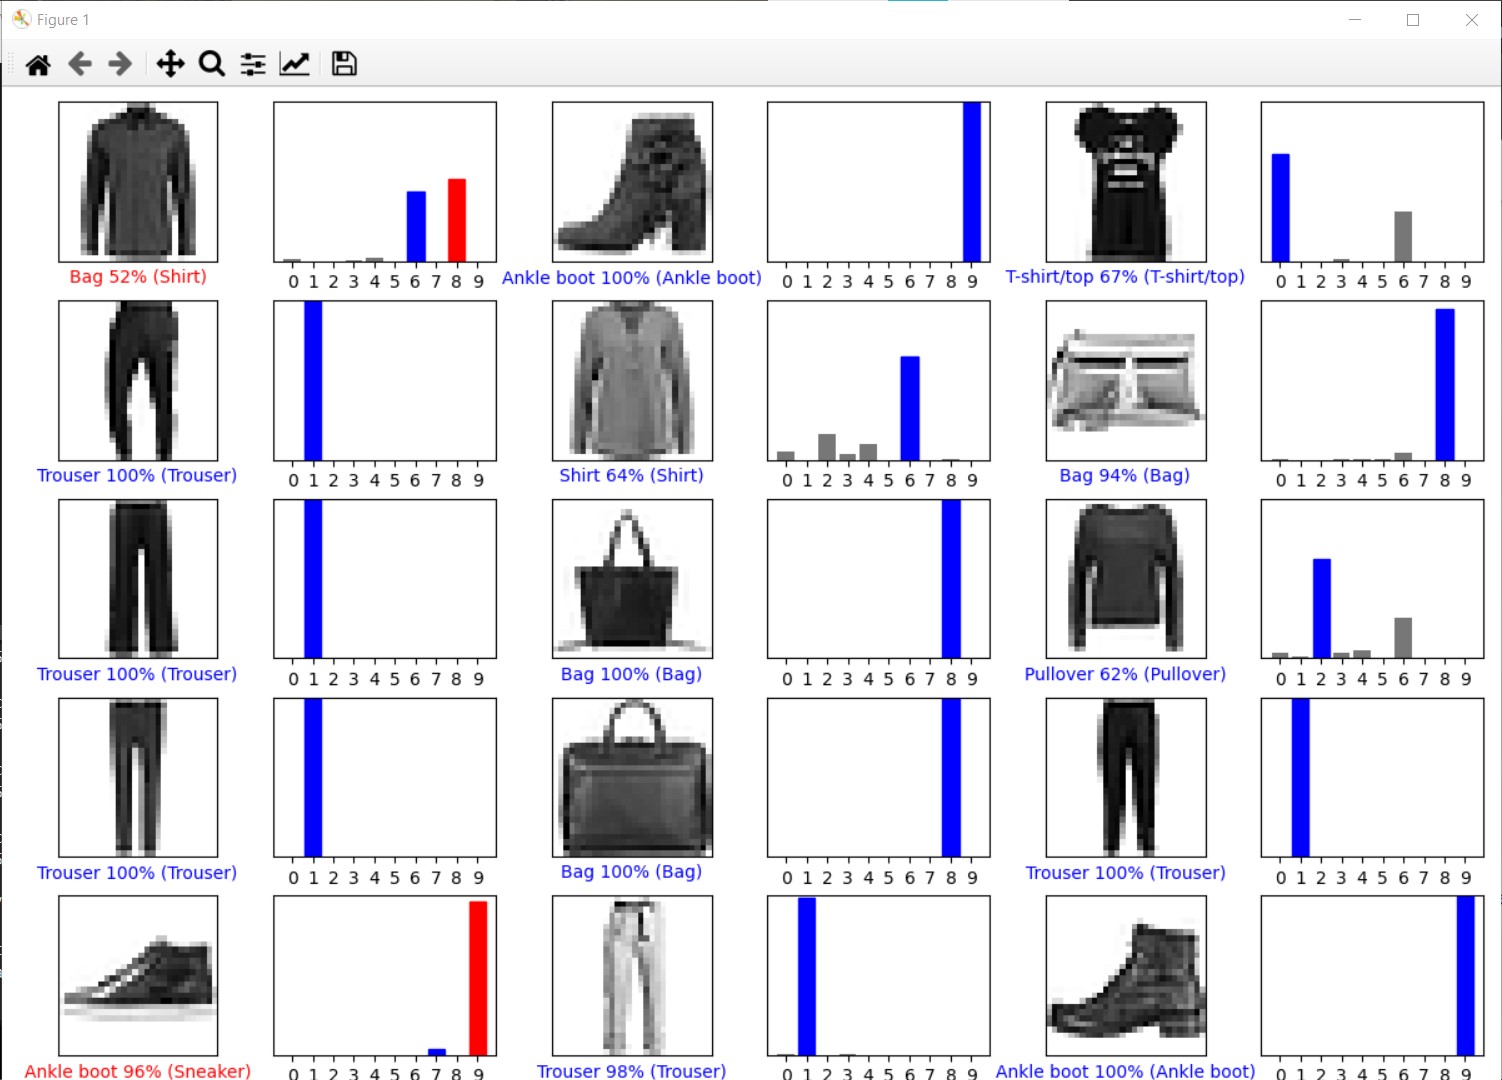 Figure 1
0 1 2 3 4 5 6 7 8 9 0 1 2 3 4 5 6 7 8 9 0 1 2 3 4 5 6 7 8 9
Bag 52% (Shirt) Ankle boot 100% (Ankle boot) T-shirt/top 67% (T-shirt/top)
0 1 2 3 4 5 6 7 8 9 0 1 2 3 4 5 6 7 8 9 0 1 2 3 4 5 6 7 8 9
Trouser 100% (Trouser) Shirt 64% (Shirt) Bag 94% (Bag)
0 1 2 3 4 5 6 7 8 9 0 1 2 3 4 5 6 7 8 9 0 1 2 3 4 5 6 7 8 9
Trouser 100% (Trouser) Bag 100% (Bag) Pullover 62% (Pullover)
0 1 2 3 4 5 6 7 8 9 0 1 2 3 4 5 6 7 8 9 0 1 2 3 4 5 6 7 8 9
Trouser 100% (Trouser) Bag 100% (Bag) Trouser 100% (Trouser)
0 1 2 3 4 5 6 7 8 9 0 1 2 3 4 5 6 7 8 9 0 1 2 3 4 5 6 7 8 9
Ankle boot 96% (Sneaker) Trouser 98% (Trouser) Ankle boot 100% (Ankle boot)